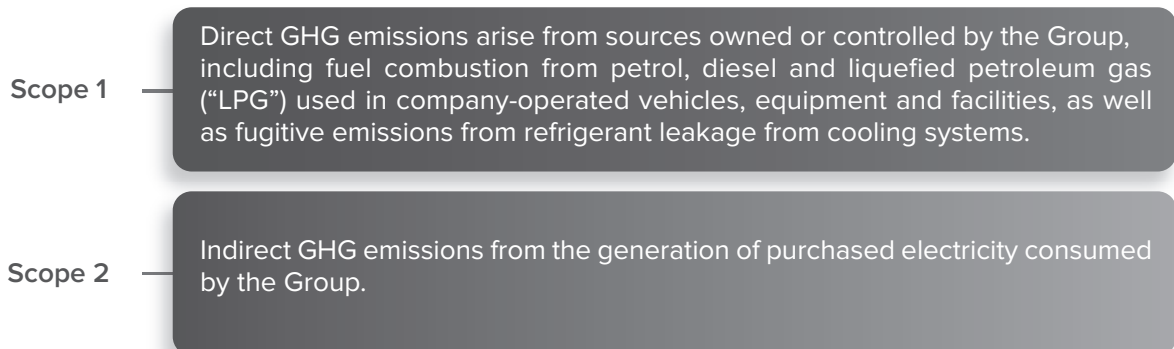 Scope 1
Direct GHG emissions arise from sources owned or controlled by the Group,
including fuel combustion from petrol, diesel and liquefied petroleum gas
(“LPG”) used in company-operated vehicles, equipment and facilities, as well
as fugitive emissions from refrigerant leakage from cooling systems.
Scope 2
Indirect GHG emissions from the generation of purchased electricity consumed
by the Group.